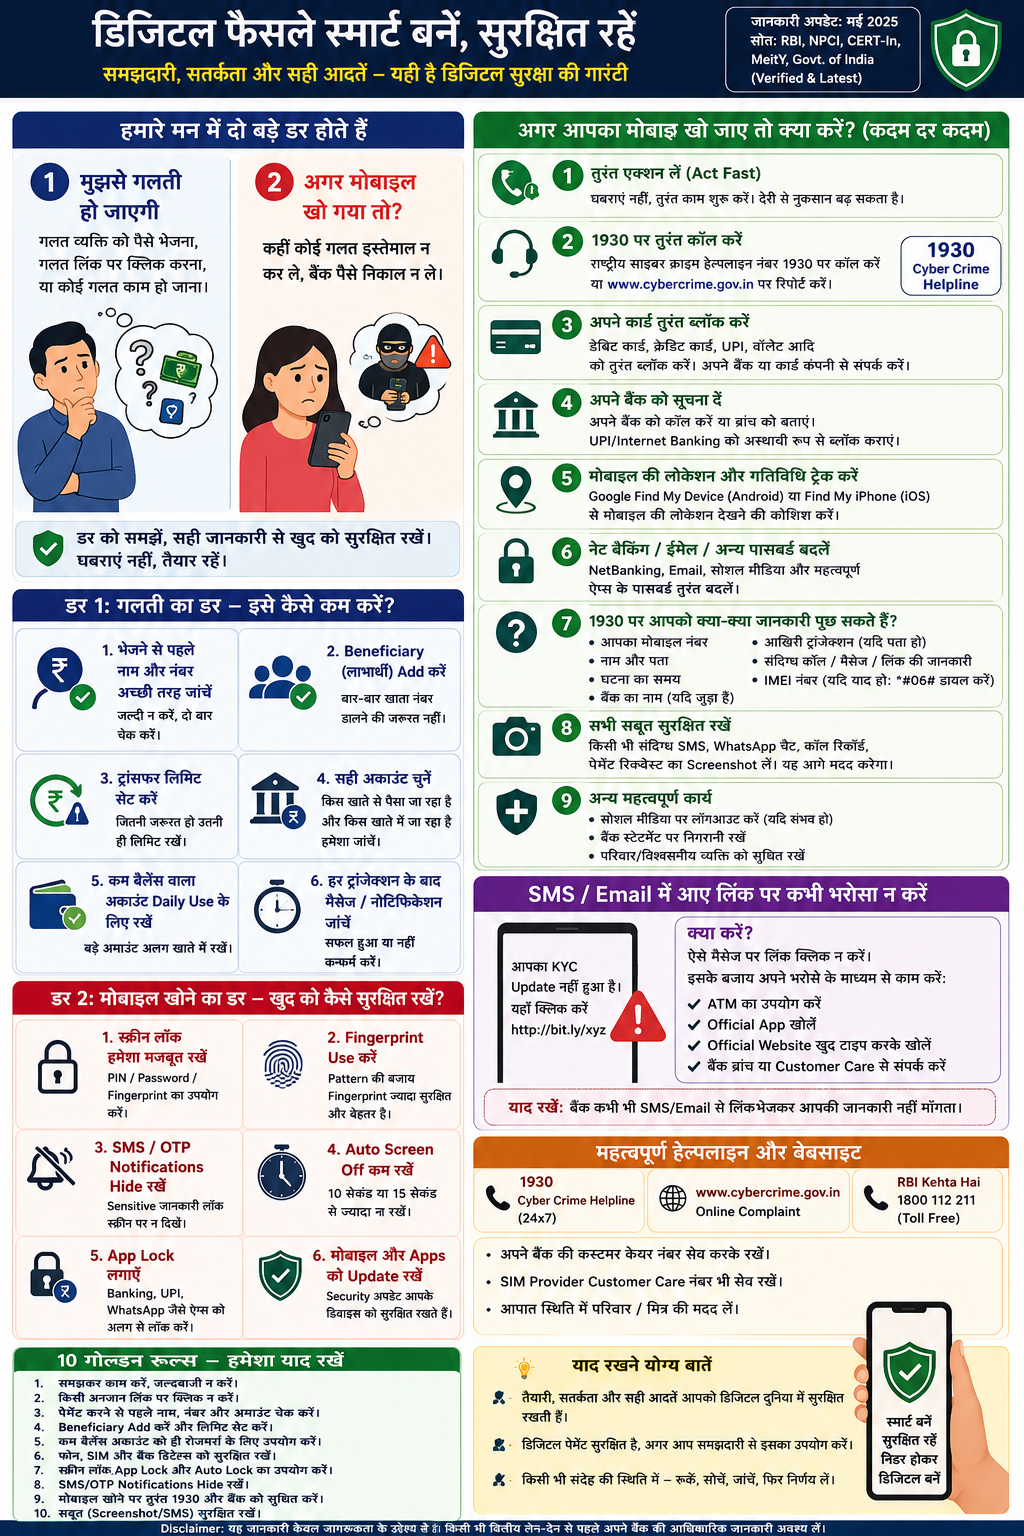 डिजिटल फैसले स्मार्ट बनें, सुरक्षित रहें
समझदारी, सतर्कता और सही आदतें – यही है डिजिटल सुरक्षा की गारंटी
जानकारी अपडेट: मई 2025
सोत: RBI, NPCI, CERT-In,
MeitY, Govt. of India
(Verified & Latest)
हमारे मन में दो बड़े डर होते हैं
1 मुझसे गलती
हो जाएगी
गलत व्यक्ति को पैसे भेजना,
गलत लिंक पर क्लिक करना,
या कोई गलत काम हो जाना।
2 अगर मोबाइल
खो गया तो?
कहीं कोई गलत इस्तेमाल न
कर ले, बैंक पैसे निकाल न ले।
डर को समझें, सही जानकारी से खुद को सुरक्षित रखें।
घबराएं नहीं, तैयार रहें।
डर 1: गलती का डर – इसे कैसे कम करें?
1. भेजने से पहले
नाम और नंबर
अच्छी तरह जांचें
जल्दी न करें, दो बार
चेक करें।
2. Beneficiary
(लाभार्थी) Add करें
बार-बार खाता नंबर
डालने की जरूरत नहीं।
3. ट्रांसफर लिमिट
सेट करें
जितनी जरूरत हो उतनी
ही लिमिट रखें।
4. सही अकाउंट चुनें
किस खाते से पैसा जा रहा है
और किस खाते में जा रहा है
हमेशा जांचें।
5. कम बैलेंस वाला
अकाउंट Daily Use के
लिए रखें
बड़े अमाउंट अलग खाते में रखें।
6. हर ट्रांजेक्शन के बाद
मैसेज / नोटिफिकेशन
जांचें
सफल हुआ या नहीं
कन्फर्म करें।
डर 2: मोबाइल खोने का डर – खुद को कैसे सुरक्षित रखें?
1. स्क्रीन लॉक
हमेशा मजबूत रखें
PIN / Password /
Fingerprint का उपयोग
करें।
2. Fingerprint
Use करें
Pattern की बजाय
Fingerprint ज्यादा सुरक्षित
और बेहतर है।
3. SMS / OTP
Notifications
Hide रखें
Sensitive जानकारी लॉक
स्क्रीन पर न दिखें।
4. Auto Screen
Off कम रखें
10 सेकंड या 15 सेकंड
से ज्यादा ना रखें।
5. App Lock
लगाएँ
Banking, UPI,
WhatsApp जैसे ऐप्स को
अलग से लॉक करें।
6. मोबाइल और Apps
को Update रखें
Security अपडेट आपके
डिवाइस को सुरक्षित रखते हैं।
10 गोल्डन रूल्स – हमेशा याद रखें
1. समझकर काम करें, जल्दबाजी न करें।
2. किसी अनजान लिंक पर क्लिक न करें।
3. पेमेंट करने से पहले नाम, नंबर और अमाउंट चेक करें।
4. Beneficiary Add करें और लिमिट सेट करें।
5. कम बैलेंस अकाउंट को ही रोजमर्रा के लिए उपयोग करें।
6. फोन, SIM और बैंक डिटेल्स को सुरक्षित रखें।
7. स्क्रीन लॉक, App Lock और Auto Lock का उपयोग करें।
8. SMS/OTP Notifications Hide रखें।
9. मोबाइल खोने पर तुरंत 1930 और बैंक को सुचित करें।
10. सबूत (Screenshot/SMS) सुरक्षित रखें।
अगर आपका मोबाइल खो जाए तो क्या करें? (कदम दर कदम)
1 तुरंत एक्शन लें (Act Fast)
घबराएं नहीं, तुरंत काम शुरू करें। देरी से नुकसान बढ़ सकता है।
2 1930 पर तुरंत कॉल करें
राष्ट्रीय साइबर क्राइम हेल्पलाइन नंबर 1930 पर कॉल करें
या www.cybercrime.gov.in पर रिपोर्ट करें।
1930
Cyber Crime
Helpline
3 अपने कार्ड तुरंत ब्लॉक करें
डेबिट कार्ड, क्रेडिट कार्ड, UPI, वॉलेट आदि
को तुरंत ब्लॉक करें। अपने बैंक या कार्ड कंपनी से संपर्क करें।
4 अपने बैंक को सूचना दें
अपने बैंक को कॉल करें या ब्रांच को बताएं।
UPI/Internet Banking को अस्थायी रूप से ब्लॉक कराएं।
5 मोबाइल की लोकेशन और गतिविधि ट्रेक करें
Google Find My Device (Android) या Find My iPhone (iOS)
से मोबाइल की लोकेशन देखने की कोशिश करें।
6 नेट बैकिंग / ईमेल / अन्य पासबर्ड बदलें
NetBanking, Email, सोशल मीडिया और महत्वपूर्ण
ऐप्स के पासबर्ड तुरंत बदलें।
7 1930 पर आपको क्या-क्या जानकारी पूछ सकते हैं?
• आपका मोबाइल नंबर
• नाम और पता
• घटना का समय
• बैंक का नाम (यदि जुड़ा हैं)
• आखिरी ट्रांजेक्शन (यदि पता हो)
• संदिग्ध कॉल / मैसेज / लिंक की जानकारी
• IMEI नंबर (यदि याद हो: *#06# डायल करें)
8 सभी सबूत सुरक्षित रखें
किसी भी संदिग्ध SMS, WhatsApp चैट, कॉल रिकॉर्ड,
पेमेंट रिक्वेस्ट का Screenshot लें। यह आगे मदद करेगा।
9 अन्य महत्वपूर्ण कार्य
• सोशल मीडिया पर लॉगआउट करें (यदि संभव हो)
• बैंक स्टेटमेंट पर निगरानी रखें
• परिवार/विश्वसमीय व्यक्ति को सुचित रखें
SMS / Email में आए लिंक पर कभी भरोसा न करें
आपका KYC
Update नहीं हुआ है।
यहाँ क्लिक करें
http://bit.ly/xyz
क्या करें?
ऐसे मैसेज पर लिंक क्लिक न करें।
इसके बजाय अपने भरोसे के माध्यम से काम करें:
✔ ATM का उपयोग करें
✔ Official App खोलें
✔ Official Website खुद टाइप करके खोलें
✔ बैंक ब्रांच या Customer Care से संपर्क करें
याद रखें: बैंक कभी भी SMS/Email से लिंकभेजकर आपकी जानकारी नहीं माँगता।
महत्वपूर्ण हेल्पलाइन और बेबसाइट
1930
Cyber Crime Helpline
(24x7)
www.cybercrime.gov.in
Online Complaint
RBI Kehta Hai
1800 112 211
(Toll Free)
• अपने बैंक की कस्टमर केयर नंबर सेव करके रखें।
• SIM Provider Customer Care नंबर भी सेव रखें।
• आपात स्थिति में परिवार / मित्र की मदद लें।
याद रखने योग्य बातें
तैयारी, सतर्कता और सही आदतें आपको डिजिटल दुनिया में सुरक्षित
रखती हैं।
डिजिटल पेमेंट सुरक्षित है, अगर आप समझदारी से इसका उपयोग करें।
किसी भी संदेह की स्थिति में – रूकें, सोचें, जांचें, फिर निर्णय लें।
स्मार्ट बनें
सुरक्षित रहें
निडर होकर
डिजिटल बनें
Disclaimer: यह जानकारी केवल जागरूकता के उद्देश्य से है। किसी भी वित्तीय लेन-देन से पहले अपने बैंक की आधिकारिक जानकारी अवश्य लें।